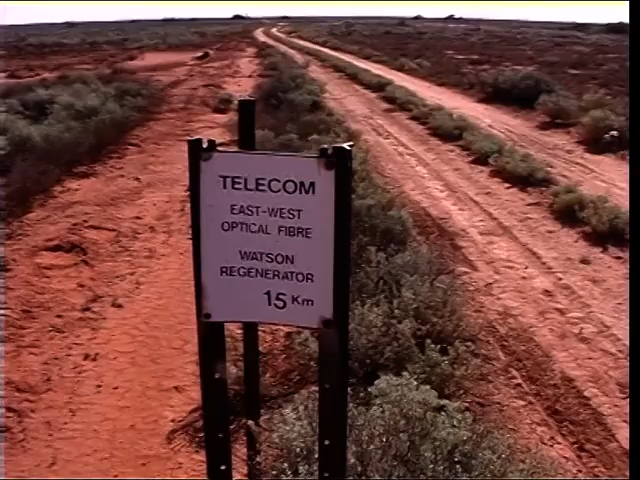 TELECOM
EAST-WEST
OPTICAL FIBRE
WATSON
REGENERATOR
15 Km